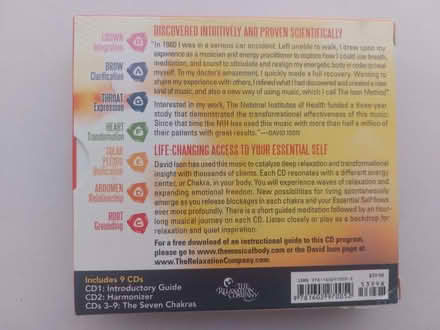 CROWN
Integration
BROW
Clarification
THROAT
Expression
HEART
Transformation
SOLAR
PLEXUS
ABDOMEN
Relationship
ROOT
Grounding
DISCOVERED INTUITIVELY AND PROVEN SCIENTIFICALLY
"In 1980 I was in a serious car accident. Left unable to walk, I drew upon my
experience as a musician and energy practitioner to explore how I could use breath,
meditation, and sound to stimulate and realign my energetic body in order to heal
myself. To my doctor's amazement, I quickly made a full recovery. Wanting to
share my experience with others, I refined what I had discovered and created a new
kind of music, and also a new way of using music, which I call The Ison Method."
Interested in my work, The National Institutes of Health funded a three-year
study that demonstrated the transformational effectiveness of this music.
Since that time the NIH has used this music with more than half a million of
their patients with great results." —DAVID ISON
LIFE-CHANGING ACCESS TO YOUR ESSENTIAL SELF
David Ison has used this music to catalyze deep relaxation and transformational
insight with thousands of clients. Each CD resonates with a different energy
center, or Chakra, in your body. You will experience waves of relaxation and
expanding emotional freedom. New possibilities for living spontaneously
emerge as you release blockages in each chakra and your Essential Self flows
ever more profoundly. There is a short guided meditation followed by an hour-
long musical journey on each CD. Listen closely or play as a backdrop for
relaxation and quiet inspiration.
For a free download of an instructional guide to this CD program,
please go to www.themusicalbody.com or the David Ison page at
www.TheRelaxationCompany.com
Includes 9 CDs
CD1: Introductory Guide
CD2: Harmonizer
CDs 3–9: The Seven Chakras
THE
RELAXATION
COMPANY
ISBN
$39.98
53998